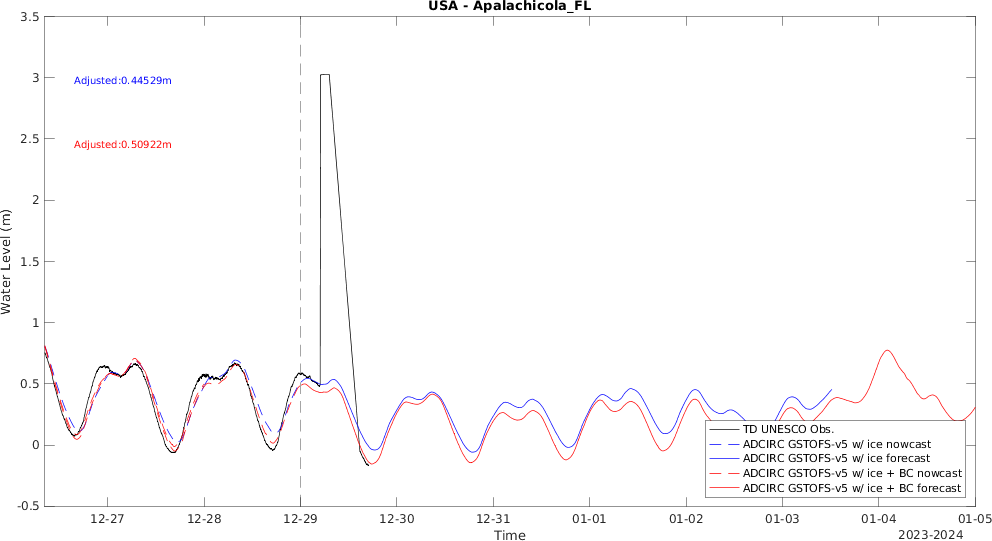 USA - Apalachicola_FL
Adjusted:0.44529m
Adjusted:0.50922m
Water Level (m)
3.5
3
2.5
2
1.5
1
0.5
0
-0.5
TD UNESCO Obs.
ADCIRC GSTOFS-v5 w/ ice nowcast
ADCIRC GSTOFS-v5 w/ ice forecast
ADCIRC GSTOFS-v5 w/ ice + BC nowcast
ADCIRC GSTOFS-v5 w/ ice + BC forecast
12-27 12-28 12-29 12-30 12-31 01-01 01-02 01-03 01-04 01-05
Time
2023-2024